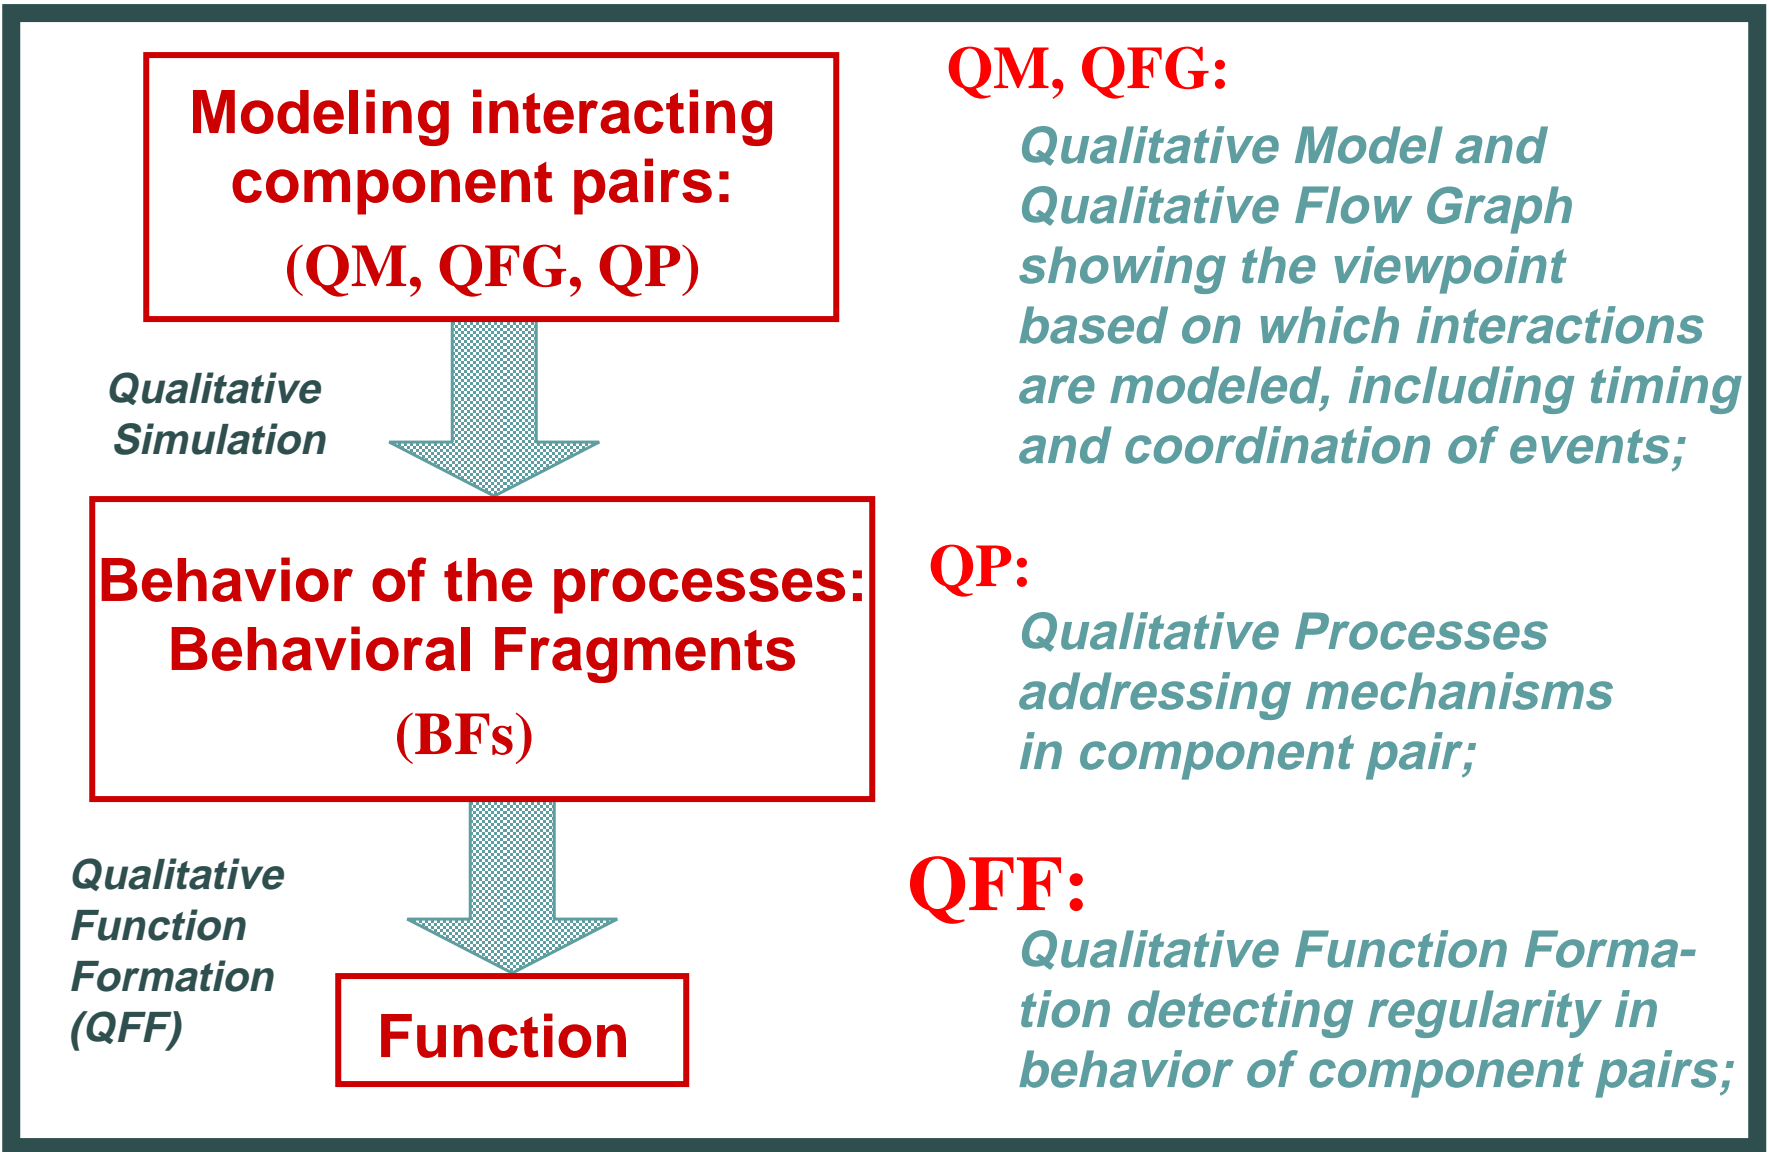 Modeling interacting
component pairs:
(QM, QFG, QP)
Qualitative
Simulation
Behavior of the processes:
Behavioral Fragments
(BFs)
Qualitative
Function
Formation
(QFF)
Function
QM, QFG:
Qualitative Model and
Qualitative Flow Graph
showing the viewpoint
based on which interactions
are modeled, including timing
and coordination of events;
QP:
Qualitative Processes
addressing mechanisms
in component pair;
QFF:
Qualitative Function Forma-
tion detecting regularity in
behavior of component pairs;